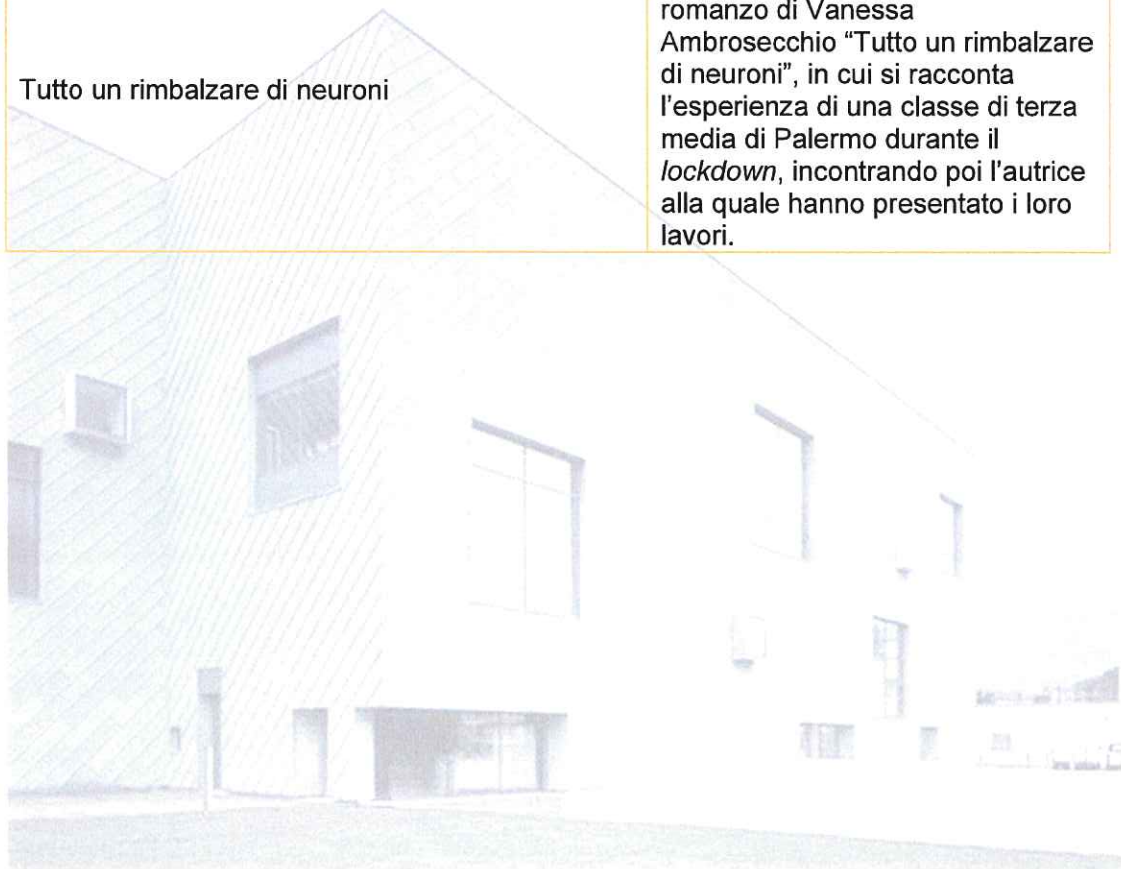 Tutto un rimbalzare di neuroni
romanzo di Vanessa
Ambrosecchio “Tutto un rimbalzare
di neuroni”, in cui si racconta
l'esperienza di una classe di terza
media di Palermo durante il
lockdown, incontrando poi l'autrice
alla quale hanno presentato i loro
lavori.